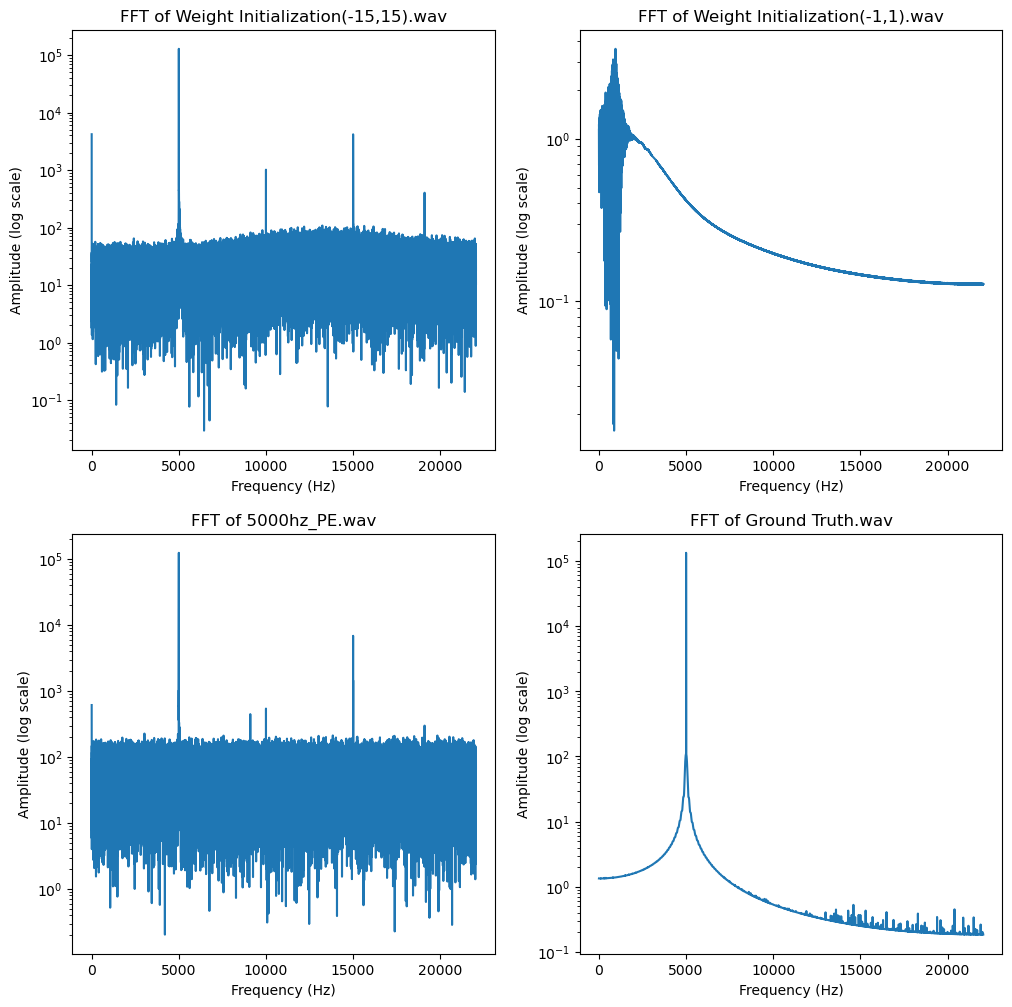 FFT of Weight Initialization(-15,15).wav
Amplitude (log scale)
10^5
10^4
10^3
10^2
10^1
10^0
10^-1
0 5000 10000 15000 20000
Frequency (Hz)
FFT of Weight Initialization(-1,1).wav
Amplitude (log scale)
10^0
10^-1
0 5000 10000 15000 20000
Frequency (Hz)
FFT of 5000hz_PE.wav
Amplitude (log scale)
10^5
10^4
10^3
10^2
10^1
10^0
0 5000 10000 15000 20000
Frequency (Hz)
FFT of Ground Truth.wav
Amplitude (log scale)
10^5
10^4
10^3
10^2
10^1
10^0
10^-1
0 5000 10000 15000 20000
Frequency (Hz)